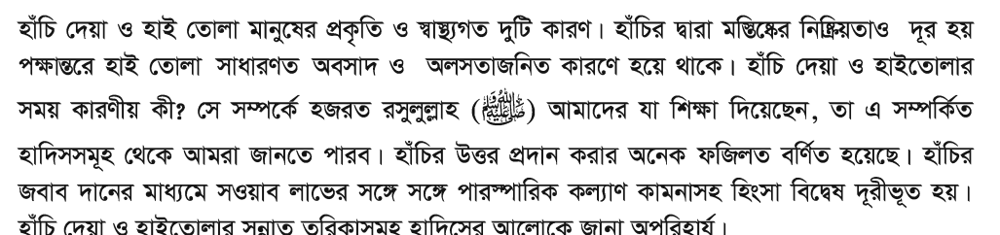 হাঁচি দেয়া ও হাই তোলা মানুষের প্রকৃতি ও স্বাস্থ্যগত দুটি কারণ। হাঁচির দ্বারা মস্তিষ্কের নিষ্ক্রিয়তাও দূর হয়
পক্ষান্তরে হাই তোলা সাধারণত অবসাদ ও অলসতাজনিত কারণে হয়ে থাকে। হাঁচি দেয়া ও হাইতোলার
সময় কারণীয় কী? সে সম্পর্কে হজরত রসুলুল্লাহ (ﷺ) আমাদের যা শিক্ষা দিয়েছেন, তা এ সম্পর্কিত
হাদিসসমূহ থেকে আমরা জানতে পারব। হাঁচির উত্তর প্রদান করার অনেক ফজিলত বর্ণিত হয়েছে। হাঁচির
জবাব দানের মাধ্যমে সওয়াব লাভের সঙ্গে সঙ্গে পারস্পারিক কল্যাণ কামনাসহ হিংসা বিদ্বেষ দূরীভূত হয়।
হাঁচি দেয়া ও হাইতোলার সুন্নাত তরিকাসমূহ হাদিসের আলোকে জানা অপরিহার্য।